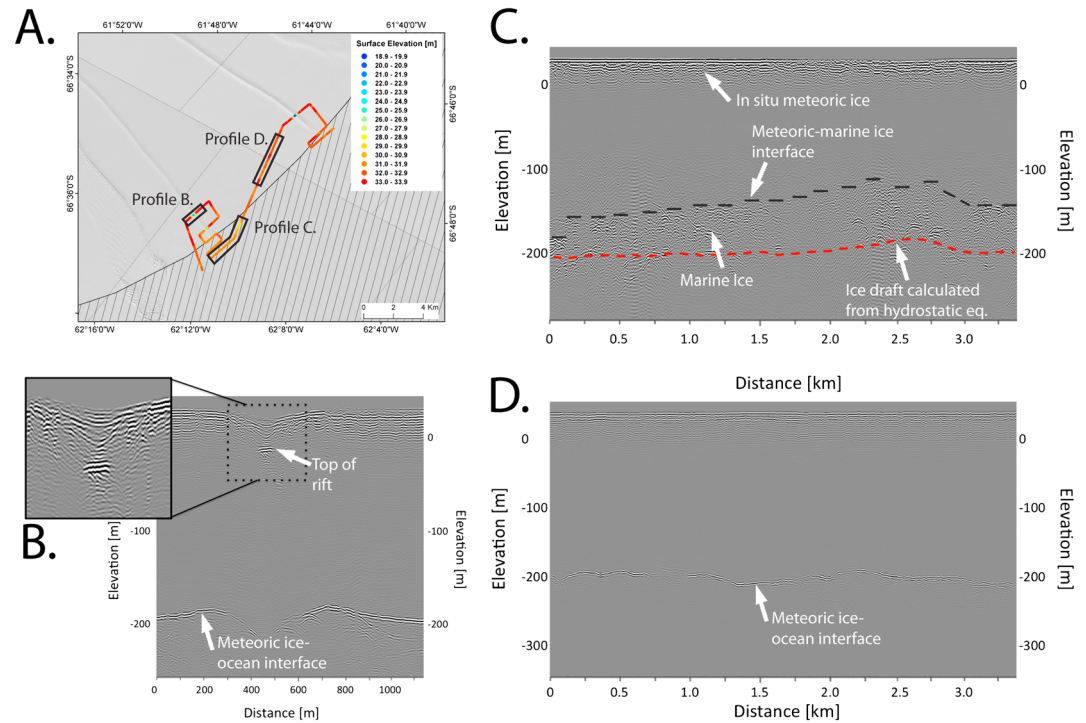 A.
61°52'0"W 61°48'0"W 61°44'0"W 61°40'0"W
66°34'0"S
66°36'0"S
66°46'0"S
66°48'0"S
Surface Elevation [m]
18.9 - 19.9
20.0 - 20.9
21.0 - 21.9
22.0 - 22.9
23.0 - 23.9
24.0 - 24.9
25.0 - 25.9
26.0 - 26.9
27.0 - 27.9
28.0 - 28.9
29.0 - 29.9
30.0 - 30.9
31.0 - 31.9
32.0 - 32.9
33.0 - 33.9
Profile D.
Profile B.
Profile C.
0 2 4 Km
62°16'0"W 62°12'0"W 62°8'0"W 62°4'0"W
C.
Elevation [m]
0
-100
-200
In situ meteoric ice
Meteoric-marine ice
interface
Marine Ice
Ice draft calculated
from hydrostatic eq.
0
-100
-200
Elevation [m]
0 0.5 1.0 1.5 2.0 2.5 3.0
Distance [km]
B.
Elevation [m]
-100
-200
Top of
rift
Meteoric ice-
ocean interface
0
-100
-200
Elevation [m]
0 200 400 600 800 1000
Distance [m]
D.
Elevation [m]
0
-100
-200
-300
Meteoric ice-ocean
interface
0
-100
-200
-300
Elevation [m]
0 0.5 1.0 1.5 2.0 2.5 3.0
Distance [km]